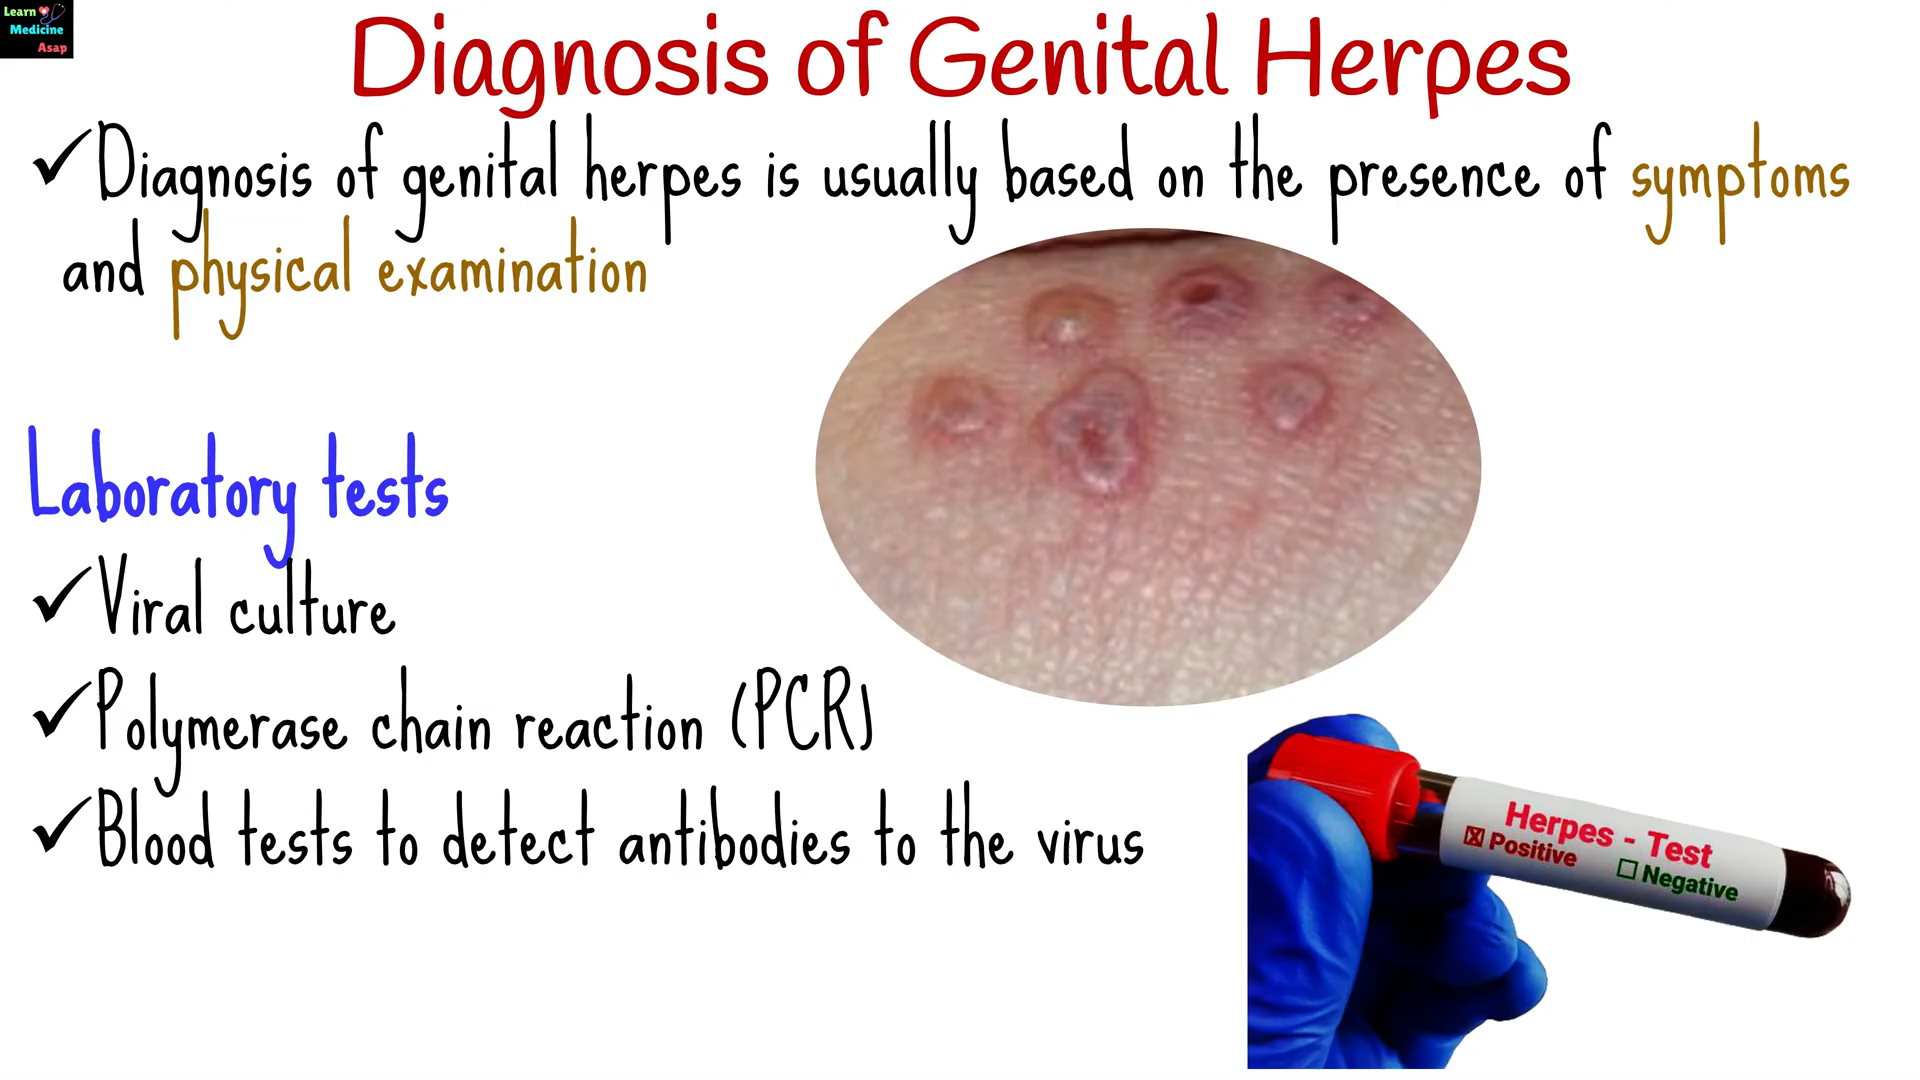 Learn
Medicine
Asap
Diagnosis of Genital Herpes
✓Diagnosis of genital herpes is usually based on the presence of symptoms
and physical examination
Laboratory tests
✓Viral culture
✓Polymerase chain reaction (PCR)
✓Blood tests to detect antibodies to the virus
Herpes - Test
☒ Positive ☐ Negative